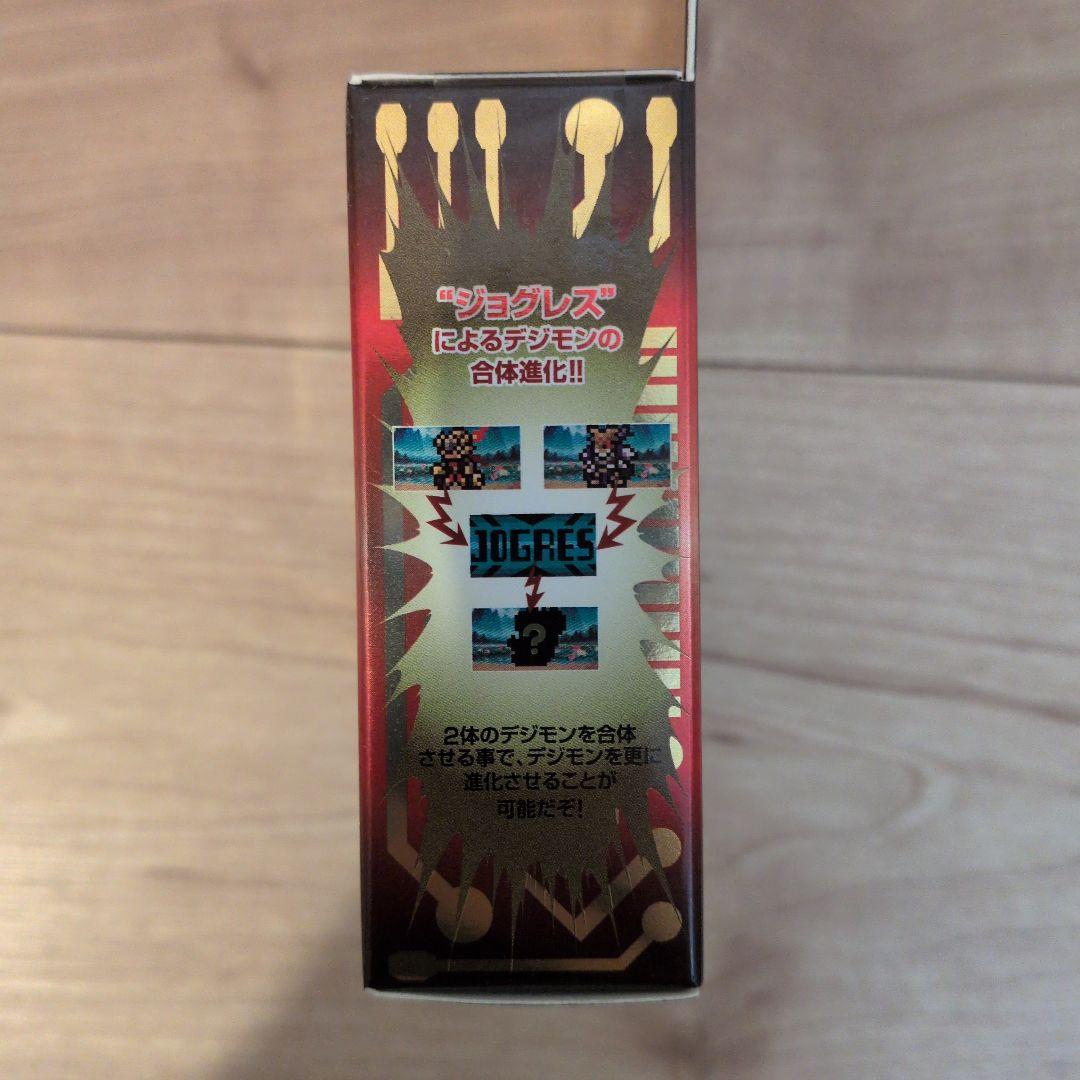 “ジョグレス”
によるデジモンの
合体進化!!
JOGRES
?
2体のデジモンを合体
させる事で、デジモンを更に
進化させることが
可能だぞ!